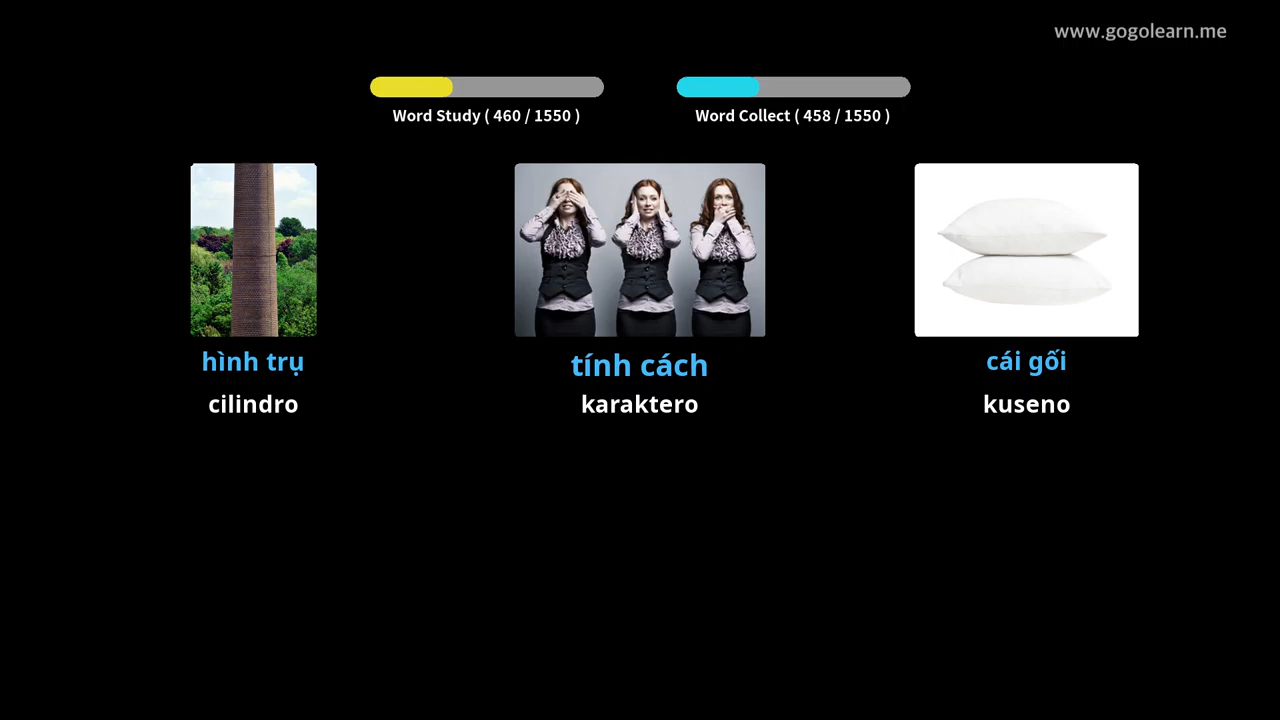 www.gogolearn.me
Word Study ( 460 / 1550 )
Word Collect ( 458 / 1550 )
hình trụ
tính cách
cái gối
cilindro
karaktero
kuseno